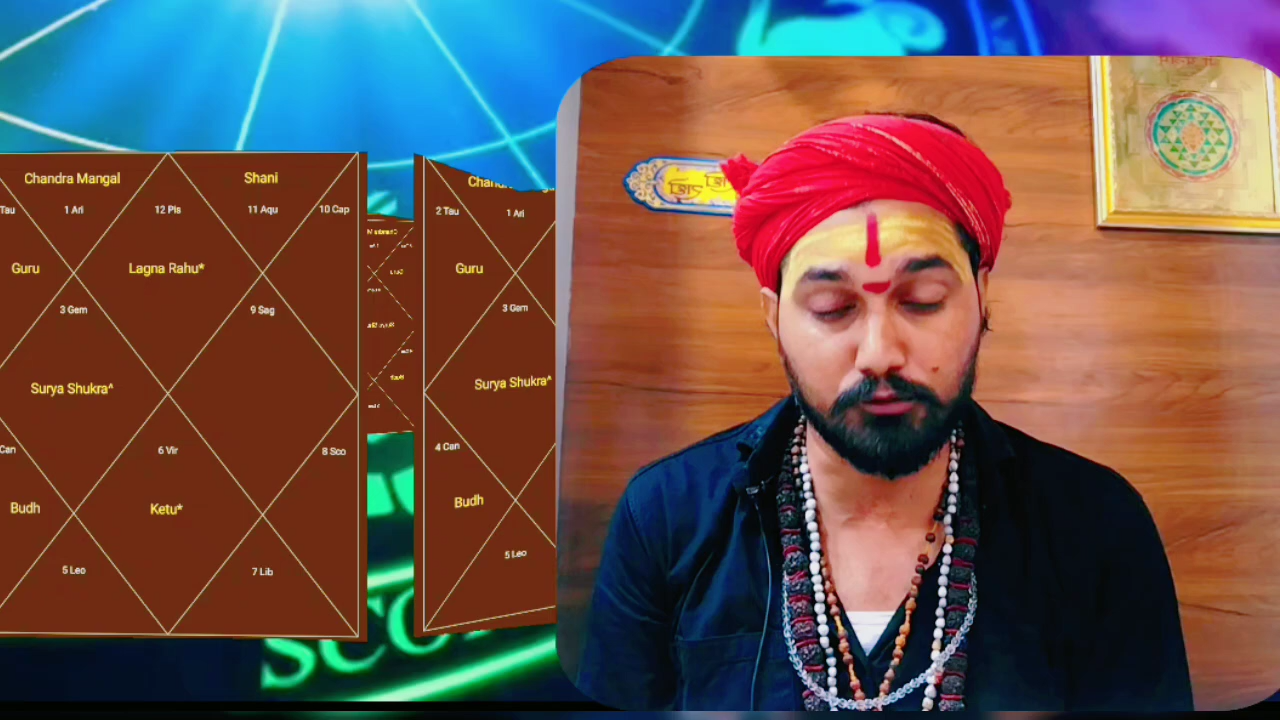 Chandra Mangal
Shani
Tau
1 Ari
12 Pis
11 Aqu
10 Cap
Guru
Lagna Rahu*
3 Gem
9 Sag
Surya Shukra^
Can
6 Vir
8 Sco
Budh
Ketu*
5 Leo
7 Lib
2 Tau
1 Ari
Guru
3 Gem
Surya Shukra^
4 Can
Budh
5 Leo
SCO